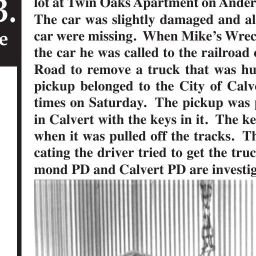 3.
e
lot at Twin Oaks Apartment on Ander
The car was slightly damaged and al
car were missing. When Mike's Wrec
the car he was called to the railroad c
Road to remove a truck that was hu
pickup belonged to the City of Calv
times on Saturday. The pickup was p
in Calvert with the keys in it. The ke
when it was pulled off the tracks. Th
cating the driver tried to get the truc
mond PD and Calvert PD are investig